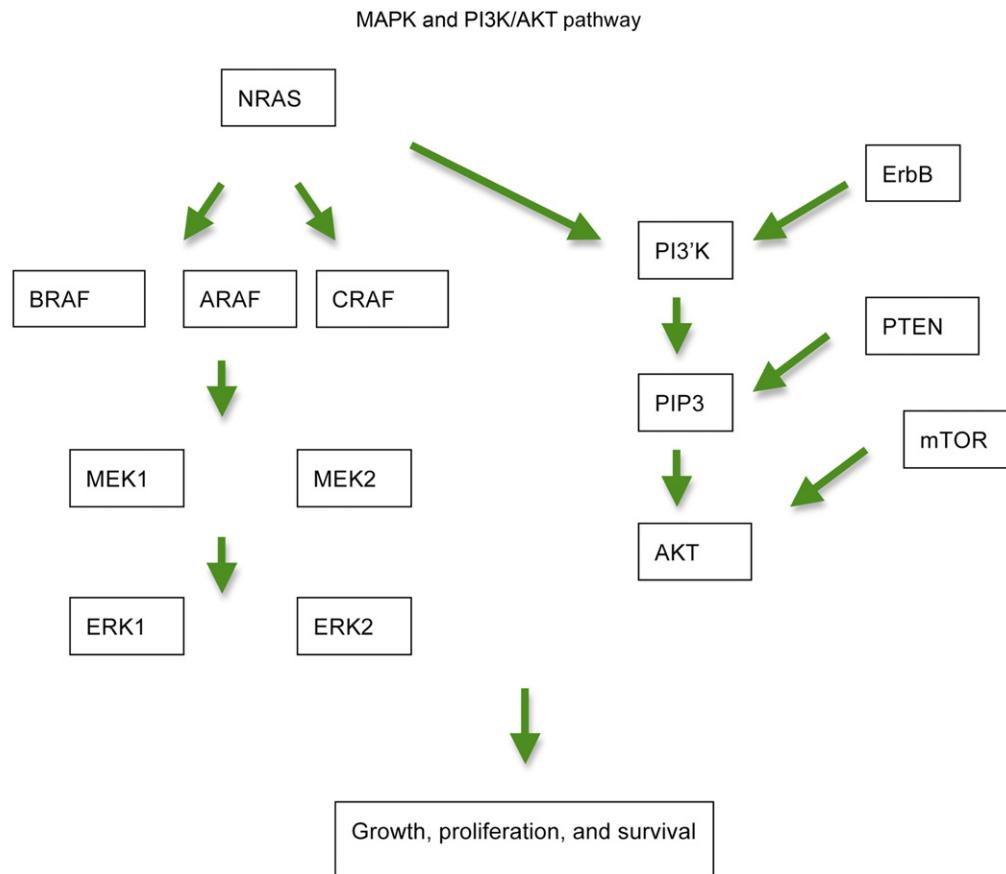 MAPK and PI3K/AKT pathway
NRAS
ErbB
PI3’K
BRAF
ARAF
CRAF
PTEN
PIP3
mTOR
MEK1
MEK2
AKT
ERK1
ERK2
Growth, proliferation, and survival